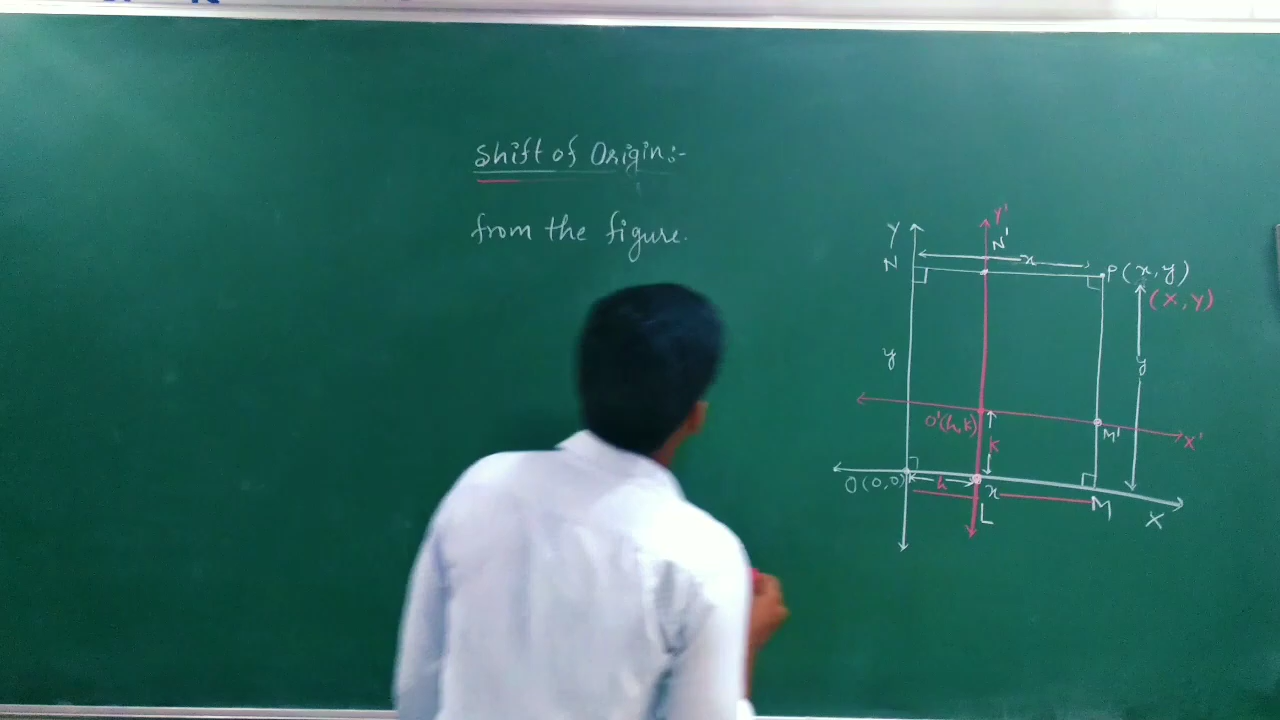 Shift of Origin:-
from the figure.
Y
Y'
N'
N
x
P(x,y)
(X,Y)
y
y
O'(h,k)
k
M'
X'
O(0,0)
h
x
L
M
X